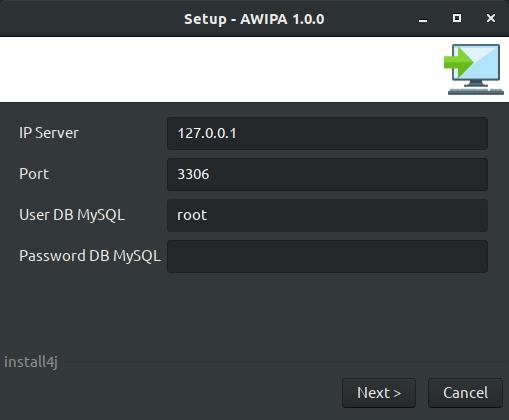 Setup - AWIPA 1.0.0
IP Server 127.0.0.1
Port 3306
User DB MySQL root
Password DB MySQL
install4j
Next > Cancel